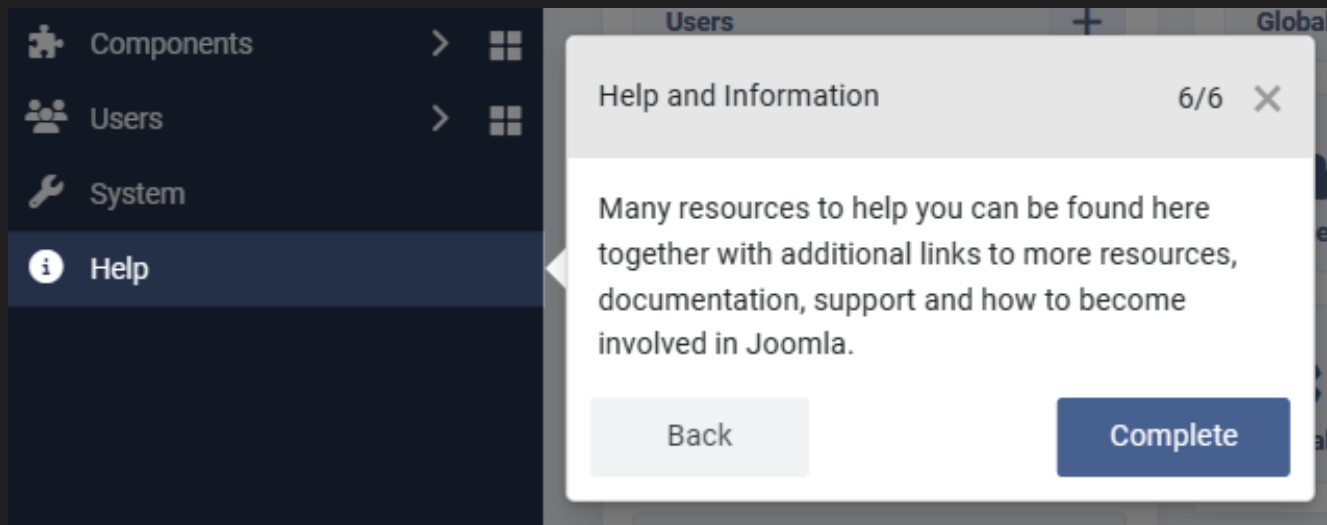 Components
Users
System
Help
Users
Global
Help and Information
6/6
Many resources to help you can be found here
together with additional links to more resources,
documentation, support and how to become
involved in Joomla.
Back
Complete